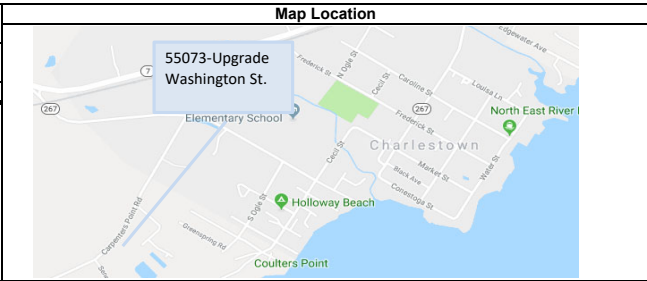 Map Location
55073-Upgrade
Washington St.
7
267
Elementary School
Edgewater Ave
N Ogle St
Frederick St
Cecil St
Caroline St
Louisa Ln
267
Frederick St
North East River
Charlestown
Cecil St
Market St
Water St
Black Ave
Conestoga St
S Ogle St
Holloway Beach
Carpenters Point Rd
Greenspring Rd
Coulters Point